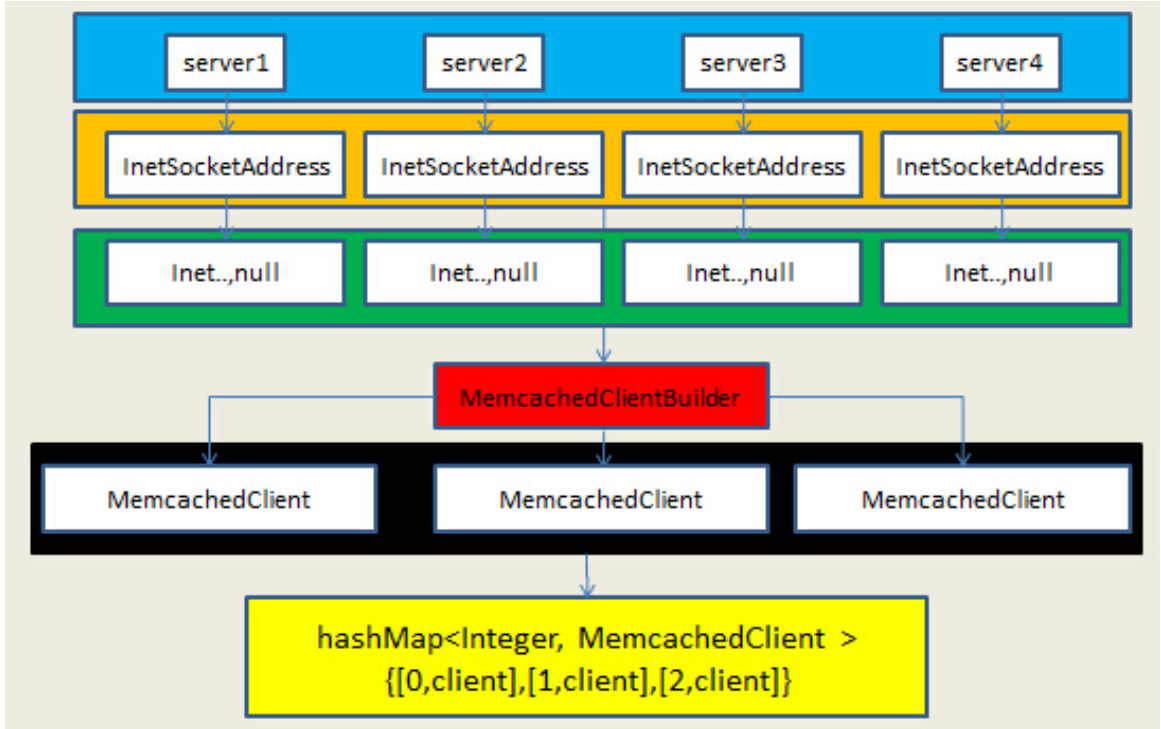 server1 server2 server3 server4
InetSocketAddress InetSocketAddress InetSocketAddress InetSocketAddress
Inet..,null Inet..,null Inet..,null Inet..,null
MemcachedClientBuilder
MemcachedClient MemcachedClient MemcachedClient
hashMap<Integer, MemcachedClient >
{[0,client],[1,client],[2,client]}